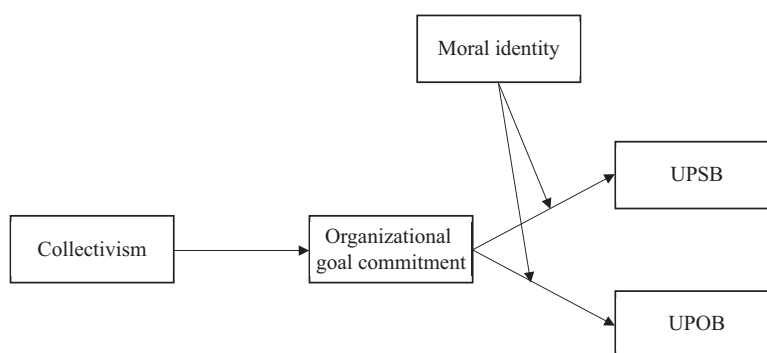 Moral identity
UPSB
Collectivism
Organizational
goal commitment
UPOB